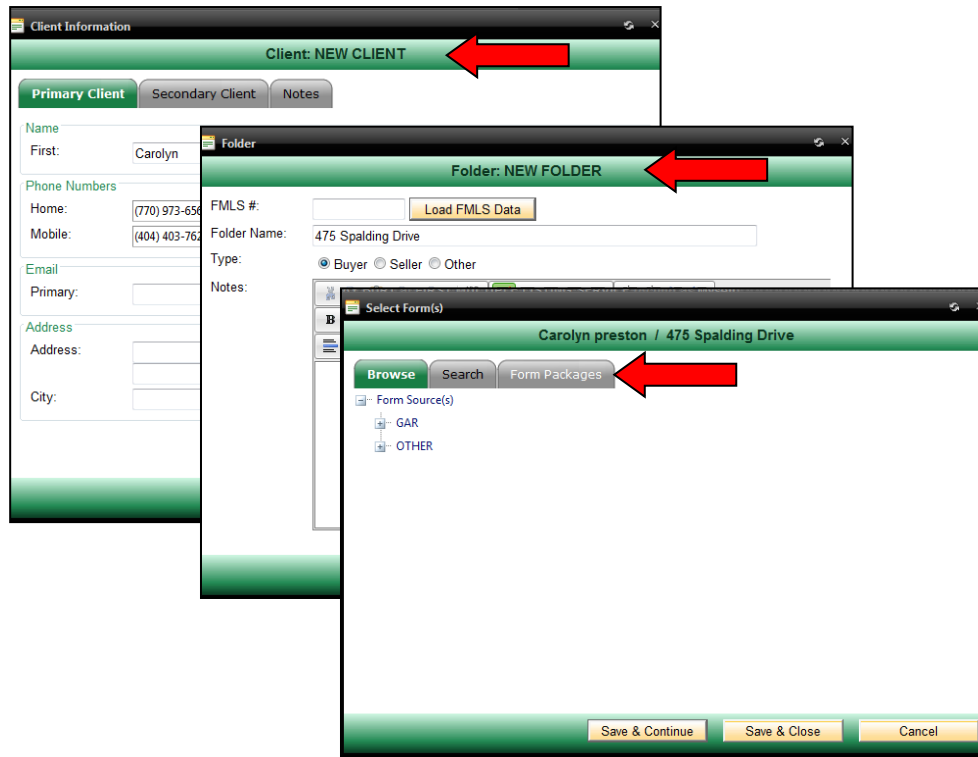 Client Information
Client: NEW CLIENT
Primary Client Secondary Client Notes
Name
First: Carolyn
Phone Numbers
Home: (770) 973-656
Mobile: (404) 403-762
Email
Primary:
Address
Address:
City:
Folder
Folder: NEW FOLDER
FMLS #: Load FMLS Data
Folder Name: 475 Spalding Drive
Type: Buyer Seller Other
Notes:
B
Select Form(s)
Carolyn preston / 475 Spalding Drive
Browse Search Form Packages
Form Source(s)
GAR
OTHER
Save & Continue Save & Close Cancel